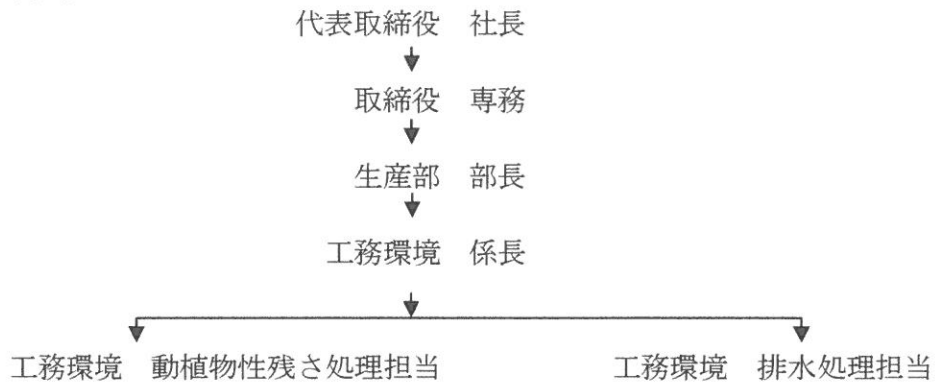 代表取締役　社長
取締役　専務
生産部　部長
工務環境　係長
工務環境　動植物性残さ処理担当　工務環境　排水処理担当